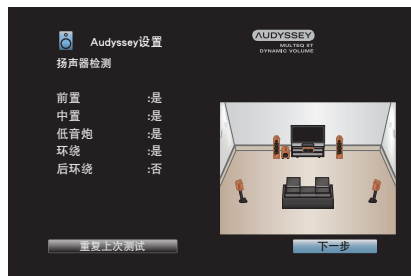 Audyssey设置
AUDYSSEY
MULTEQ XT
DYNAMIC VOLUME
扬声器检测
前置 :是
中置 :是
低音炮 :是
环绕 :是
后环绕 :否
重复上次测试
下一步